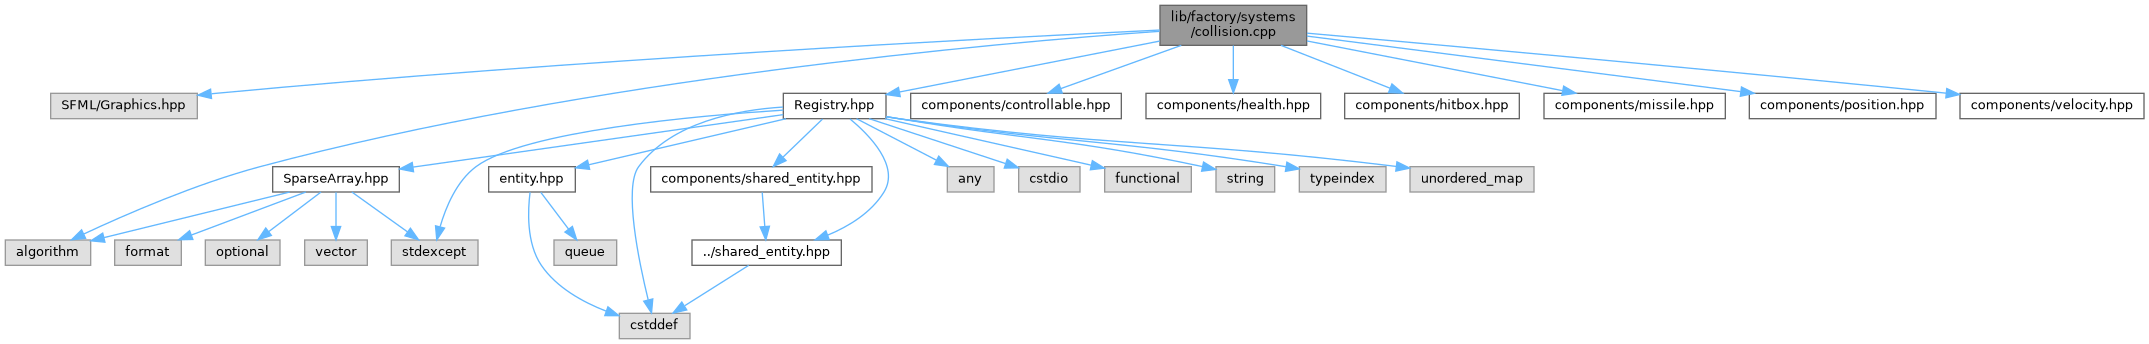 lib/factory/systems
/collision.cpp
SFML/Graphics.hpp
Registry.hpp
components/controllable.hpp
components/health.hpp
components/hitbox.hpp
components/missile.hpp
components/position.hpp
components/velocity.hpp
SparseArray.hpp
entity.hpp
components/shared_entity.hpp
any
cstdio
functional
string
typeindex
unordered_map
algorithm
format
optional
vector
stdexcept
queue
../shared_entity.hpp
cstddef